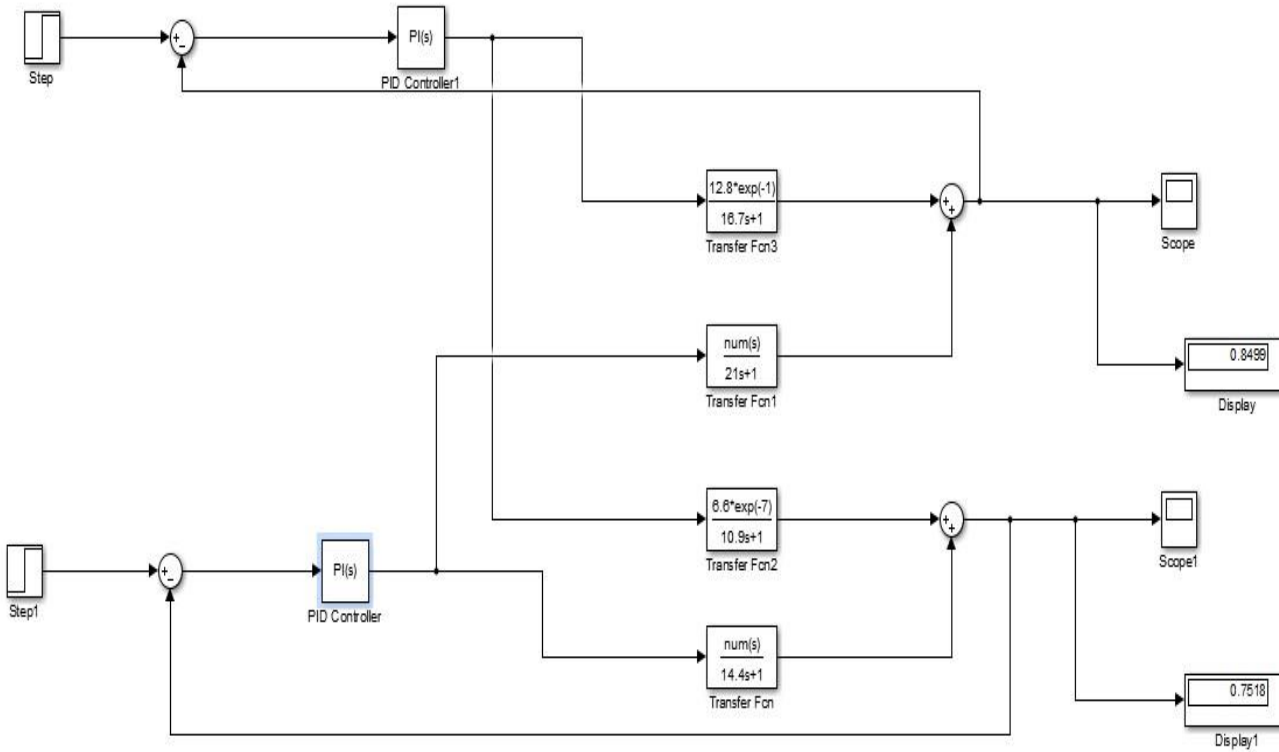 Step
+
−
PI(s)
PID Controller1
12.8*exp(-1)
16.7s+1
Transfer Fcn3
+
+
Scope
num(s)
21s+1
Transfer Fcn1
0.8499
Display
6.6*exp(-7)
10.9s+1
Transfer Fcn2
+
+
Scope1
Step1
+
−
PI(s)
PID Controller
num(s)
14.4s+1
Transfer Fcn
0.7518
Display1